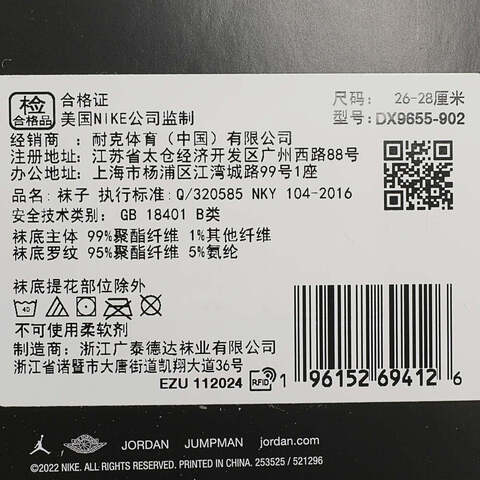 检
合格品
合格证
美国NIKE公司监制
尺码: 26-28厘米
型号: DX9655-902
经销商: 耐克体育（中国）有限公司
注册地址: 江苏省太仓经济开发区广州西路88号
办公地址: 上海市杨浦区江湾城路99号1座
品名: 袜子 执行标准: Q/320585 NKY 104-2016
安全技术类别: GB 18401 B类
袜底主体 99%聚酯纤维 1%其他纤维
袜底罗纹 95%聚酯纤维 5%氨纶
袜底提花部位除外
40
不可使用柔软剂
制造商: 浙江广泰德达袜业有限公司
浙江省诸暨市大唐街道凯翔大道36号
EZU 112024
RFID
1 96152 69412 6
JORDAN JUMPMAN jordan.com
©2022 NIKE. ALL RIGHTS RESERVED. PRINTED IN CHINA. 253525 / 521296